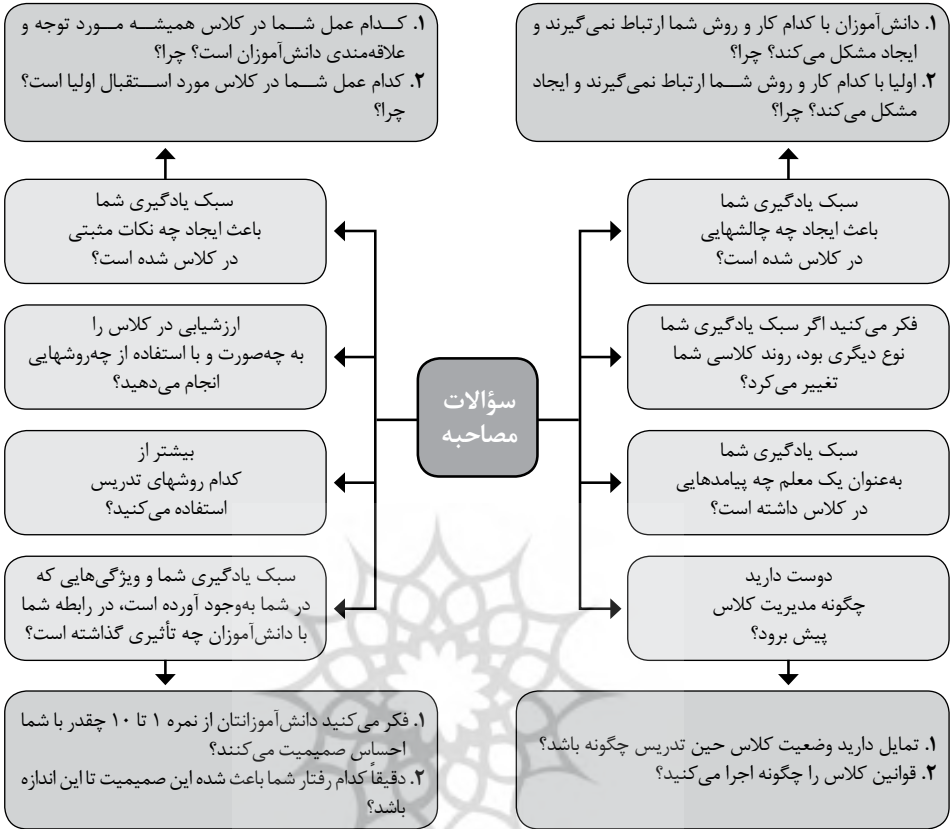 ۱. دانش‌آموزان با کدام کار و روش شما ارتباط نمی‌گیرند و
ایجاد مشکل می‌کند؟ چرا؟
۲. اولیا با کدام کار و روش شما ارتباط نمی‌گیرند و ایجاد
مشکل می‌کند؟ چرا؟
سبک یادگیری شما
باعث ایجاد چه چالشهایی
در کلاس شده است؟
فکر می‌کنید اگر سبک یادگیری شما
نوع دیگری بود، روند کلاسی شما
تغییر می‌کرد؟
سبک یادگیری شما
به‌عنوان یک معلم چه پیامدهایی
در کلاس داشته است؟
دوست دارید
چگونه مدیریت کلاس
پیش برود؟
۱. تمایل دارید وضعیت کلاس حین تدریس چگونه باشد؟
۲. قوانین کلاس را چگونه اجرا می‌کنید؟
سؤالات
مصاحبه
۱. کدام عمل شما در کلاس همیشه مورد توجه و
علاقه‌مندی دانش‌آموزان است؟ چرا؟
۲. کدام عمل شما در کلاس مورد استقبال اولیا است؟
چرا؟
سبک یادگیری شما
باعث ایجاد چه نکات مثبتی
در کلاس شده است؟
ارزشیابی در کلاس را
به چه‌صورت و با استفاده از چه‌روشهایی
انجام می‌دهید؟
بیشتر از
کدام روشهای تدریس
استفاده می‌کنید؟
سبک یادگیری شما و ویژگی‌هایی که
در شما به‌وجود آورده است، در رابطه شما
با دانش‌آموزان چه تأثیری گذاشته است؟
۱. فکر می‌کنید دانش‌آموزانتان از نمره ۱ تا ۱۰ چقدر با شما
احساس صمیمیت می‌کنند؟
۲. دقیقاً کدام رفتار شما باعث شده این صمیمیت تا این اندازه
باشد؟